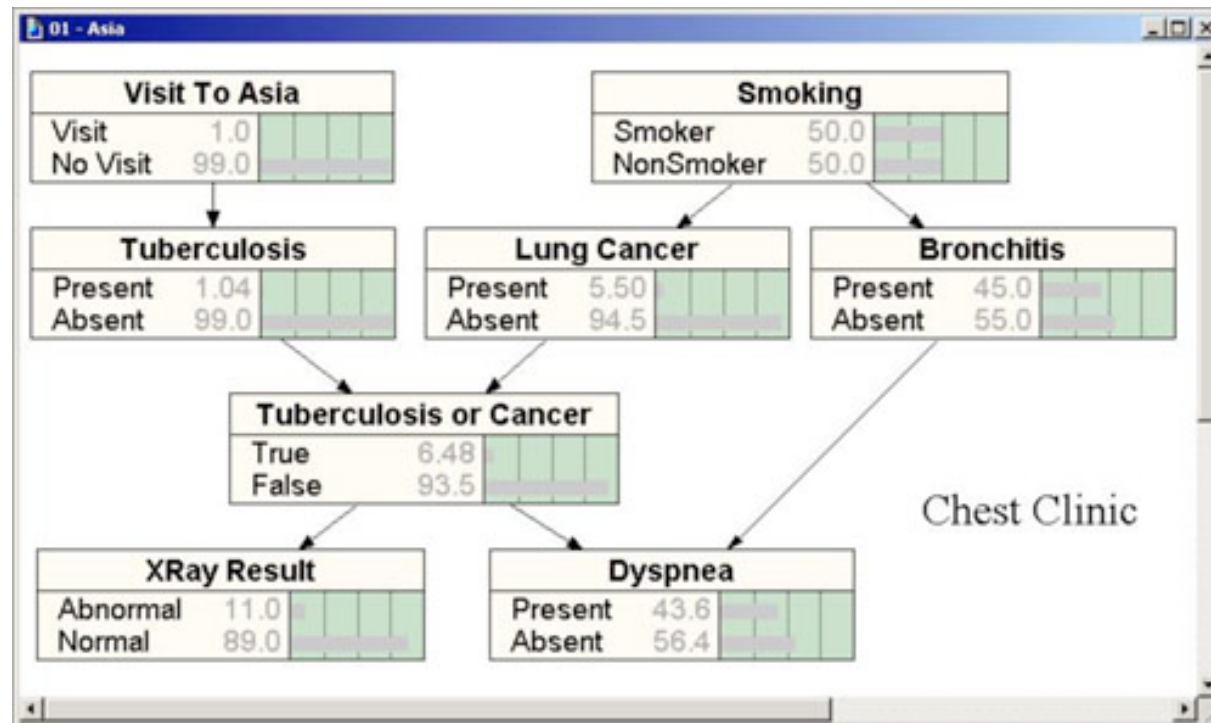 01 - Asia
Visit To Asia
Visit 1.0
No Visit 99.0
Smoking
Smoker 50.0
NonSmoker 50.0
Tuberculosis
Present 1.04
Absent 99.0
Lung Cancer
Present 5.50
Absent 94.5
Bronchitis
Present 45.0
Absent 55.0
Tuberculosis or Cancer
True 6.48
False 93.5
Chest Clinic
XRay Result
Abnormal 11.0
Normal 89.0
Dyspnea
Present 43.6
Absent 56.4